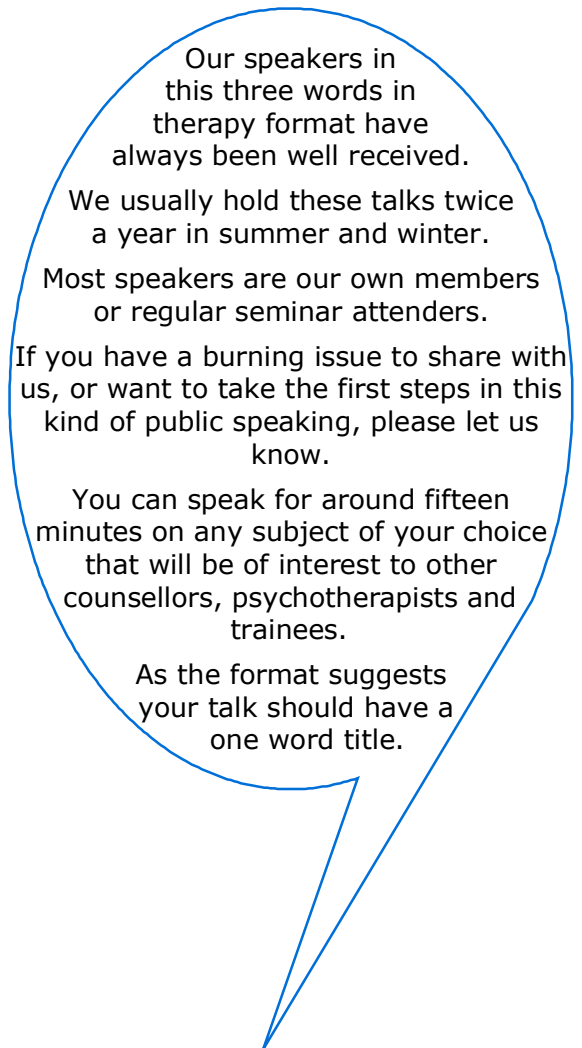 Our speakers in
this three words in
therapy format have
always been well received.
We usually hold these talks twice
a year in summer and winter.
Most speakers are our own members
or regular seminar attenders.
If you have a burning issue to share with
us, or want to take the first steps in this
kind of public speaking, please let us
know.
You can speak for around fifteen
minutes on any subject of your choice
that will be of interest to other
counsellors, psychotherapists and
trainees.
As the format suggests
your talk should have a
one word title.